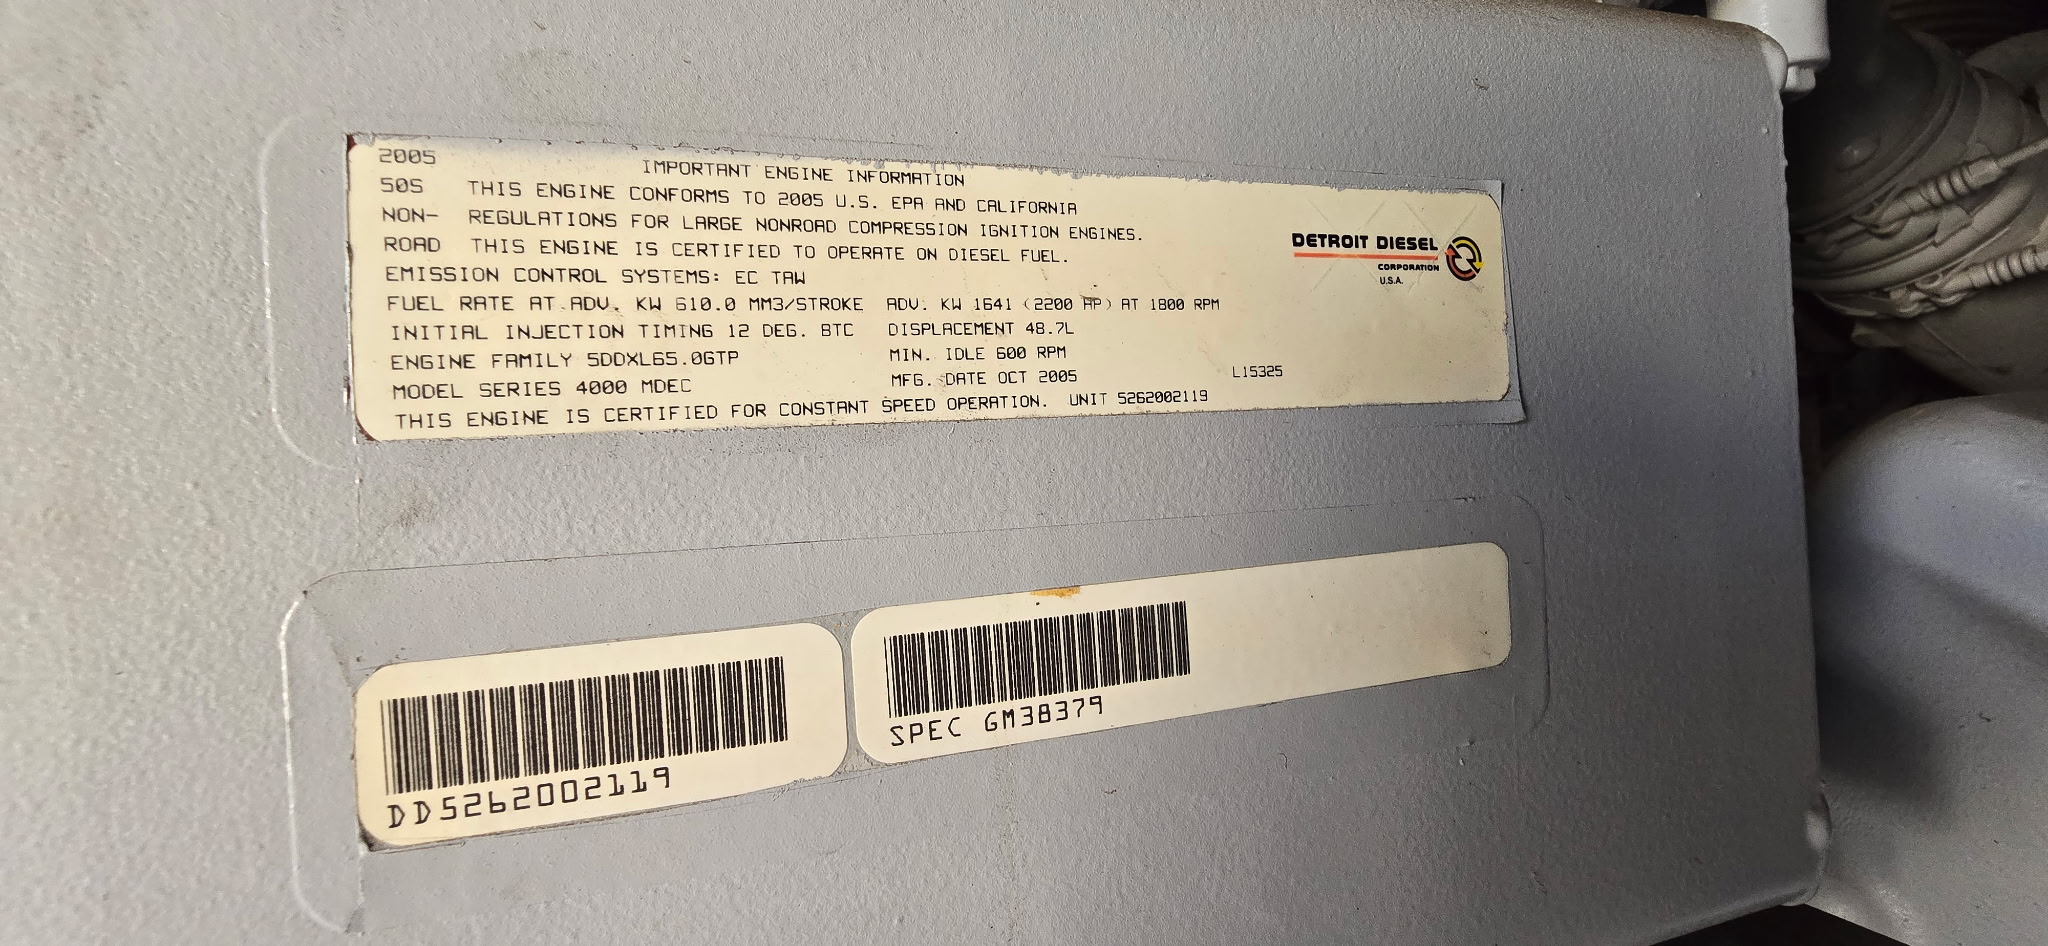 2005 IMPORTANT ENGINE INFORMATION
50S THIS ENGINE CONFORMS TO 2005 U.S. EPA AND CALIFORNIA
NON- REGULATIONS FOR LARGE NONROAD COMPRESSION IGNITION ENGINES.
ROAD THIS ENGINE IS CERTIFIED TO OPERATE ON DIESEL FUEL.
EMISSION CONTROL SYSTEMS: EC TAW
FUEL RATE AT ADV. KW 610.0 MM3/STROKE ADV. KW 1641 (2200 HP) AT 1800 RPM
INITIAL INJECTION TIMING 12 DEG. BTC DISPLACEMENT 48.7L
ENGINE FAMILY 5DDXL65.0GTP MIN. IDLE 600 RPM
MODEL SERIES 4000 MDEC MFG. DATE OCT 2005 L15325
THIS ENGINE IS CERTIFIED FOR CONSTANT SPEED OPERATION. UNIT 5262002119
DETROIT DIESEL
CORPORATION
U.S.A.
DD5262002119
SPEC GM38379